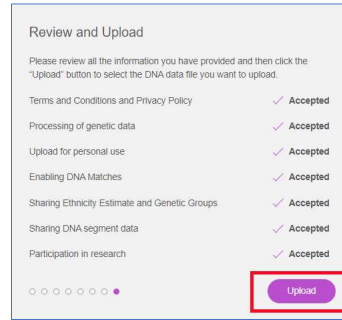 Review and Upload
Please review all the information you have provided and then click the
"Upload" button to select the DNA data file you want to upload.
Terms and Conditions and Privacy Policy ✓ Accepted
Processing of genetic data ✓ Accepted
Upload for personal use ✓ Accepted
Enabling DNA Matches ✓ Accepted
Sharing Ethnicity Estimate and Genetic Groups ✓ Accepted
Sharing DNA segment data ✓ Accepted
Participation in research ✓ Accepted
Upload